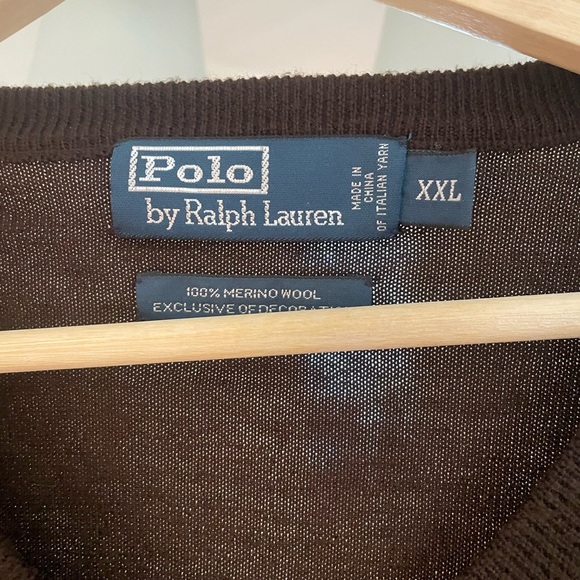 Polo
by Ralph Lauren
MADE IN
CHINA
OF ITALIAN YARN
XXL
100% MERINO WOOL
EXCLUSIVE OF